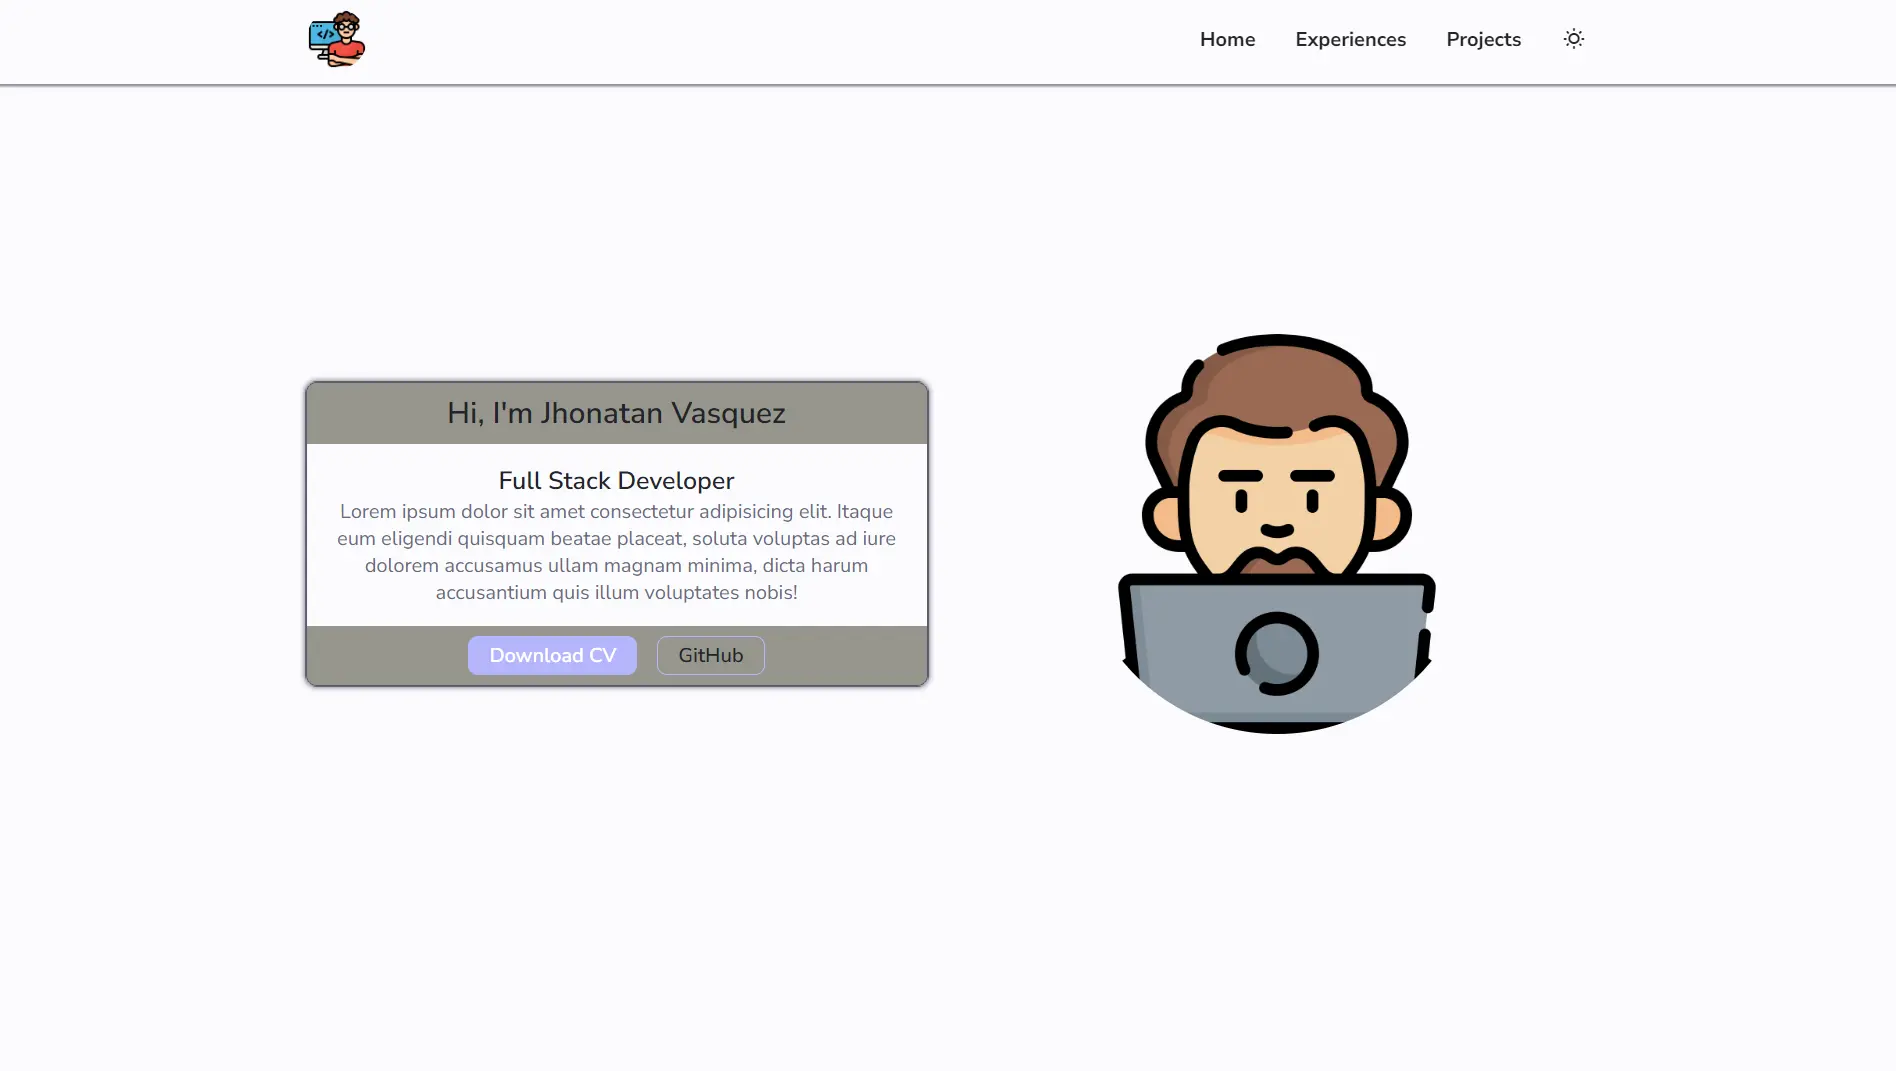 </>
Home
Experiences
Projects
Hi, I'm Jhonatan Vasquez
Full Stack Developer
Lorem ipsum dolor sit amet consectetur adipisicing elit. Itaque
eum eligendi quisquam beatae placeat, soluta voluptas ad iure
dolorem accusamus ullam magnam minima, dicta harum
accusantium quis illum voluptates nobis!
Download CV
GitHub